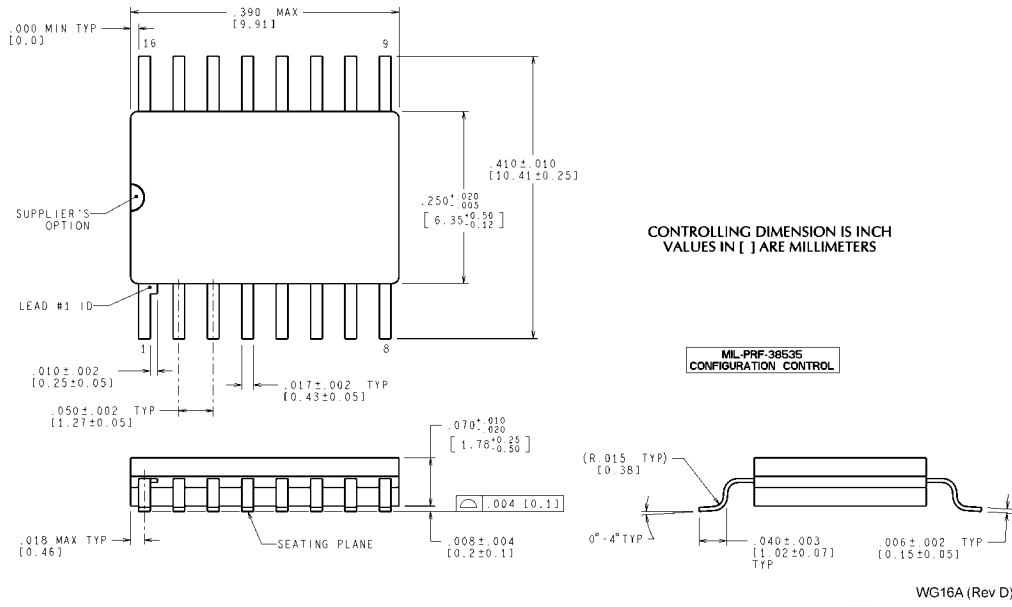 .390 MAX
[9.91]
.000 MIN TYP
[0.0]
16
9
.410±.010
[10.41±0.25]
.250+.020
-.005
[6.35+0.50
-0.12]
SUPPLIER'S
OPTION
CONTROLLING DIMENSION IS INCH
VALUES IN [ ] ARE MILLIMETERS
LEAD #1 ID
1
8
MIL-PRF-38535
CONFIGURATION CONTROL
.010±.002
[0.25±0.05]
.017±.002 TYP
[0.43±0.05]
.050±.002 TYP
[1.27±0.05]
.070+.010
-.020
[1.78+0.25
-0.50]
(R.015 TYP)
[0.38]
.004 [0.1]
.018 MAX TYP
[0.46]
SEATING PLANE
.008±.004
[0.2±0.1]
0°-4° TYP
.040±.003
[1.02±0.07]
TYP
.006±.002 TYP
[0.15±0.05]
WG16A (Rev D)